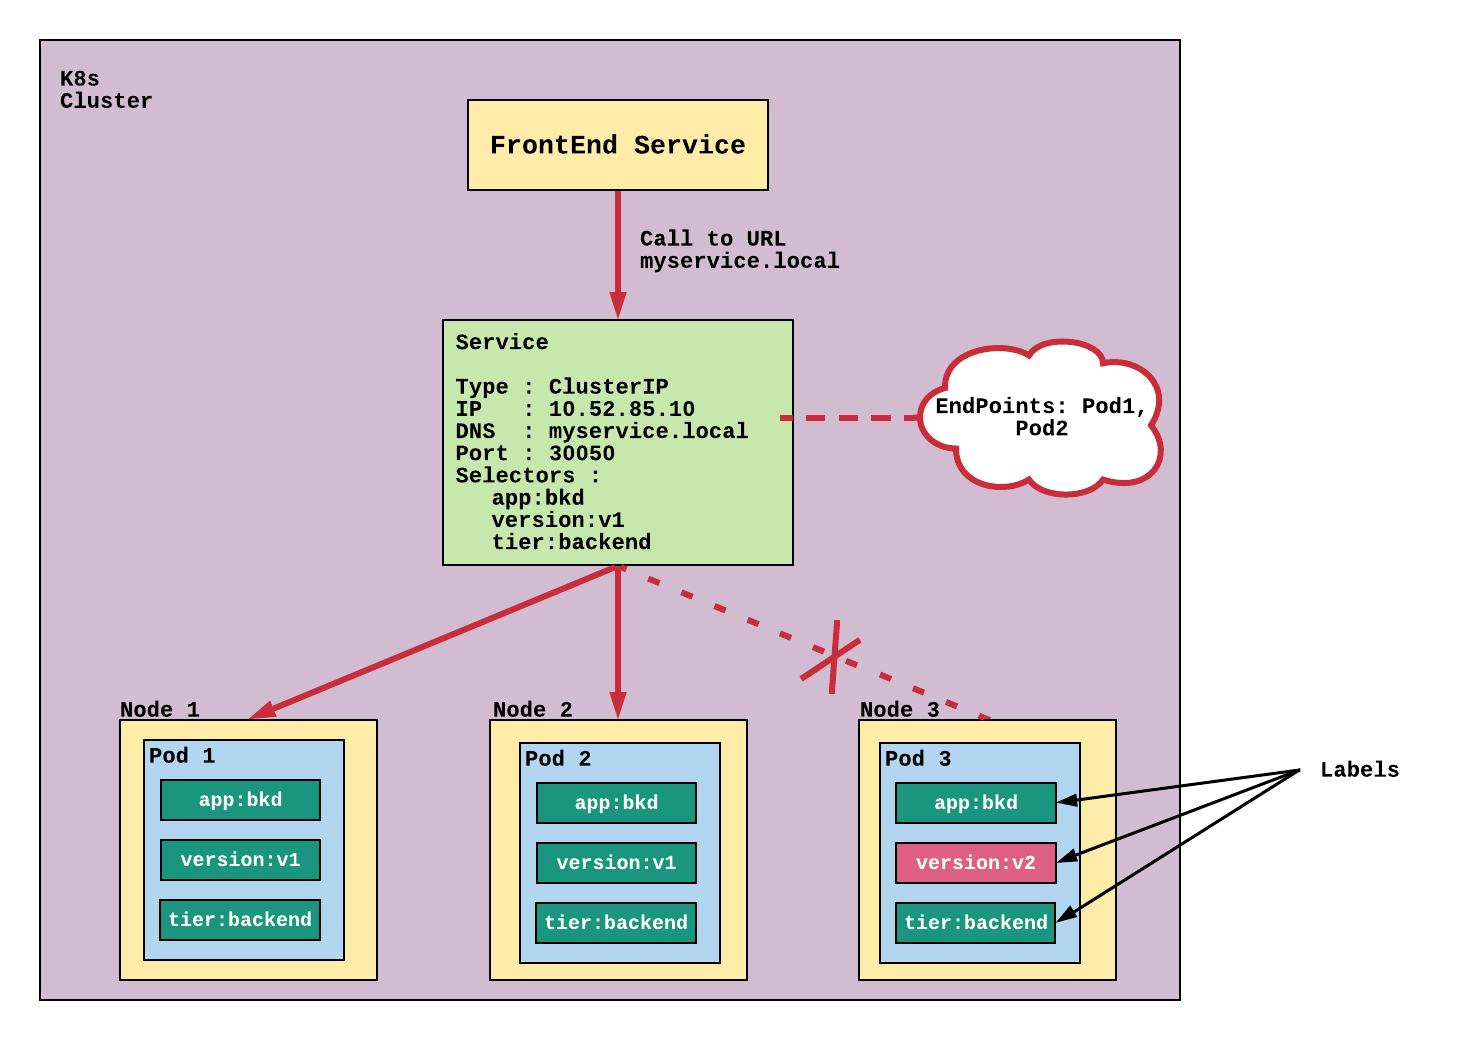 K8s
Cluster
FrontEnd Service
Call to URL
myservice.local
Service
Type : ClusterIP
IP   : 10.52.85.10
DNS  : myservice.local
Port : 30050
Selectors :
app:bkd
version:v1
tier:backend
EndPoints: Pod1,
Pod2
Node 1
Pod 1
app:bkd
version:v1
tier:backend
Node 2
Pod 2
app:bkd
version:v1
tier:backend
Node 3
Pod 3
app:bkd
version:v2
tier:backend
Labels